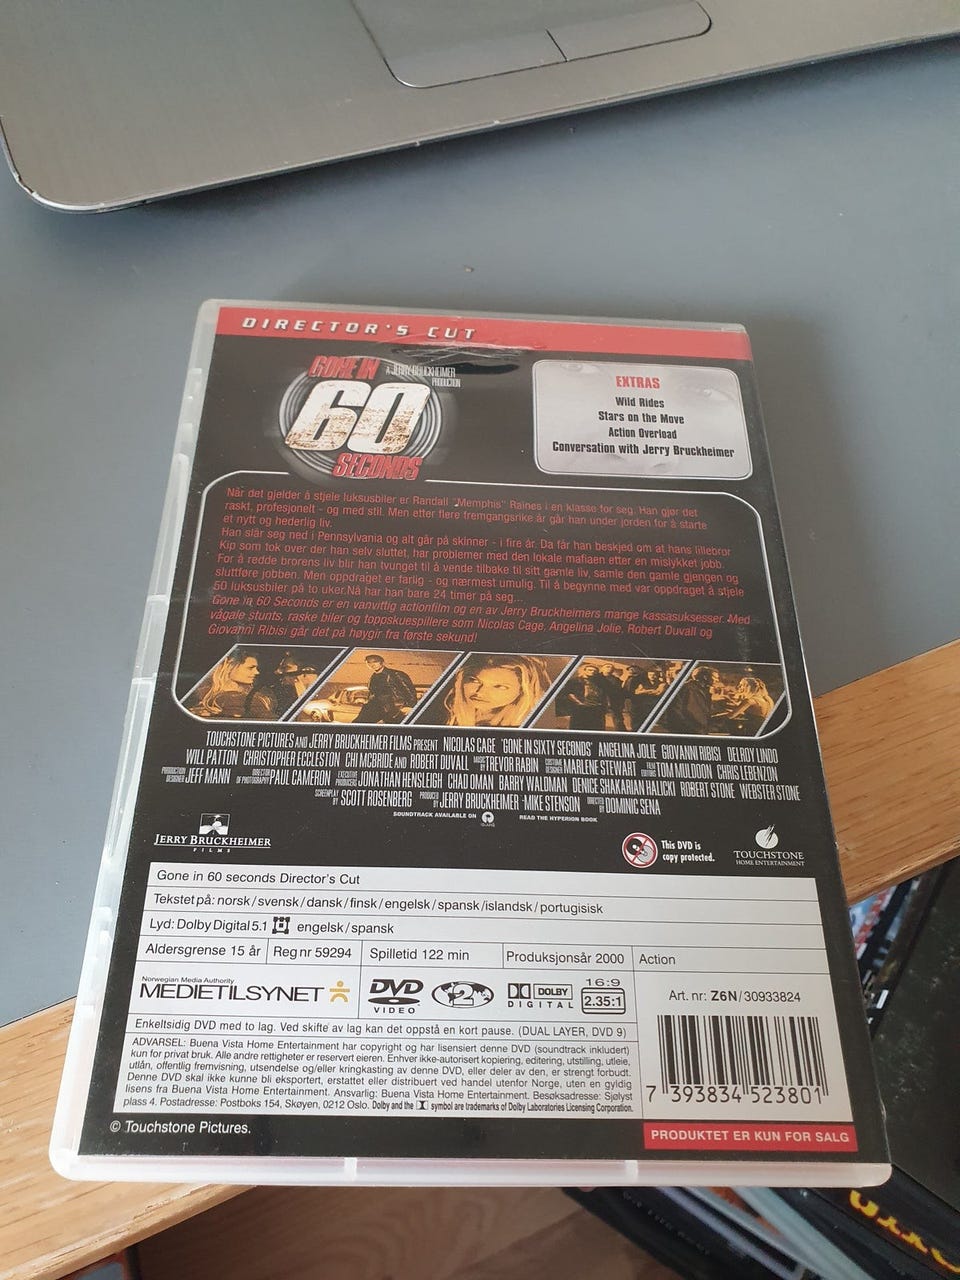 DIRECTOR'S CUT
GONE IN
60
SECONDS
A JERRY BRUCKHEIMER
PRODUCTION
EXTRAS
Wild Rides
Stars on the Move
Action Overload
Conversation with Jerry Bruckheimer
Når det gjelder å stjele luksusbiler er Randall "Memphis" Raines i en klasse for seg. Han gjør det
raskt, profesjonelt - og med stil. Men etter flere fremgangsrike år går han under jorden for å starte
et nytt og hederlig liv.
Han slår seg ned i Pennsylvania og alt går på skinner - i fire år. Da får han beskjed om at hans lillebror
Kip som tok over der han selv sluttet, har problemer med den lokale mafiaen etter en mislykket jobb.
For å redde brorens liv blir han tvunget til å vende tilbake til sitt gamle liv, samle den gamle gjengen og
sluttføre jobben. Men oppdraget er farlig - og nærmest umulig. Til å begynne med var oppdraget å stjele
50 luksusbiler på to uker.Nå har han bare 24 timer på seg...
Gone in 60 Seconds er en vanvittig actionfilm og en av Jerry Bruckheimers mange kassasuksesser. Med
vågale stunts, raske biler og toppskuespillere som Nicolas Cage, Angelina Jolie, Robert Duvall og
Giovanni Ribisi går det på høygir fra første sekund!
TOUCHSTONE PICTURES AND JERRY BRUCKHEIMER FILMS PRESENT NICOLAS CAGE "GONE IN SIXTY SECONDS" ANGELINA JOLIE GIOVANNI RIBISI DELROY LINDO
WILL PATTON CHRISTOPHER ECCLESTON CHI McBRIDE AND ROBERT DUVALL MUSIC BY TREVOR RABIN COSTUME DESIGNER MARLENE STEWART FILM EDITORS TOM MULDOON CHRIS LEBENZON
PRODUCTION DESIGNER JEFF MANN DIRECTOR OF PHOTOGRAPHY PAUL CAMERON EXECUTIVE PRODUCERS JONATHAN HENSLEIGH CHAD OMAN BARRY WALDMAN DENICE SHAKARIAN HALICKI ROBERT STONE WEBSTER STONE
SCREENPLAY BY SCOTT ROSENBERG PRODUCED BY JERRY BRUCKHEIMER MIKE STENSON DIRECTED BY DOMINIC SENA
SOUNDTRACK AVAILABLE ON ISLAND READ THE HYPERION BOOK
JERRY BRUCKHEIMER
FILMS
This DVD is
copy protected.
TOUCHSTONE
HOME ENTERTAINMENT
Gone in 60 seconds Director's Cut
Tekstet på: norsk/svensk/dansk/finsk/engelsk/spansk/islandsk/portugisisk
Lyd: Dolby Digital 5.1 engelsk/spansk
Aldersgrense 15 år Reg nr 59294 Spilletid 122 min Produksjonsår 2000 Action
Norwegian Media Authority
MEDIETILSYNET
DVD
VIDEO
2
DOLBY
DIGITAL
16:9
2.35:1
Art. nr: Z6N/30933824
Enkeltsidig DVD med to lag. Ved skifte av lag kan det oppstå en kort pause. (DUAL LAYER, DVD 9)
ADVARSEL: Buena Vista Home Entertainment har copyright og har lisensiert denne DVD (soundtrack inkludert)
kun for privat bruk. Alle andre rettigheter er reservert eieren. Enhver ikke-autorisert kopiering, editering, utstilling, utleie,
utlån, offentlig fremvisning, utsendelse og/eller kringkasting av denne DVD, eller deler av den, er strengt forbudt.
Denne DVD skal ikke kunne bli eksportert, erstattet eller distribuert ved handel utenfor Norge, uten en gyldig
lisens fra Buena Vista Home Entertainment. Ansvarlig: Buena Vista Home Entertainment. Besøksadresse: Sjølyst
plass 4. Postadresse: Postboks 154, Skøyen, 0212 Oslo. Dolby and the symbol are trademarks of Dolby Laboratories Licensing Corporation.
7 393834 523801
© Touchstone Pictures.
PRODUKTET ER KUN FOR SALG